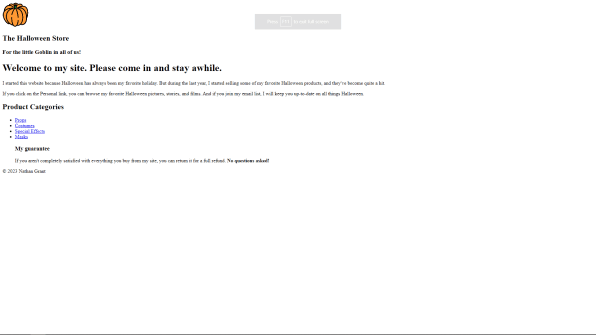 The Halloween Store
For the little Goblin in all of us!
Welcome to my site. Please come in and stay awhile.
I started this website because Halloween has always been my favorite holiday. But during the last year, I started selling some of my favorite Halloween products, and they've become quite a hit.
If you click on the Personal link, you can browse my favorite Halloween pictures, stories, and films. And if you join my email list, I will keep you up-to-date on all things Halloween.
Product Categories
Props
Costumes
Special Effects
Masks
My guarantee
If you aren't completely satisfied with everything you buy from my site, you can return it for a full refund. No questions asked!
© 2023 Nathan Grant